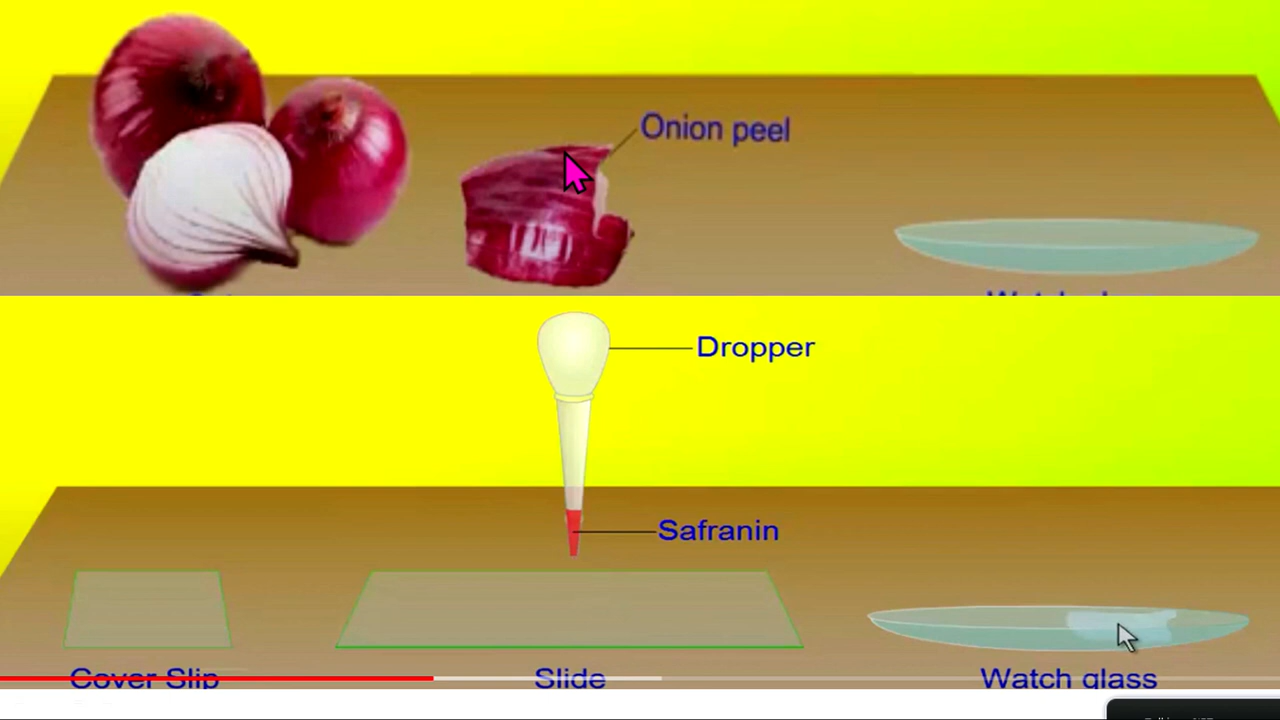 Onion peel
Dropper
Safranin
Cover Slip
Slide
Watch glass